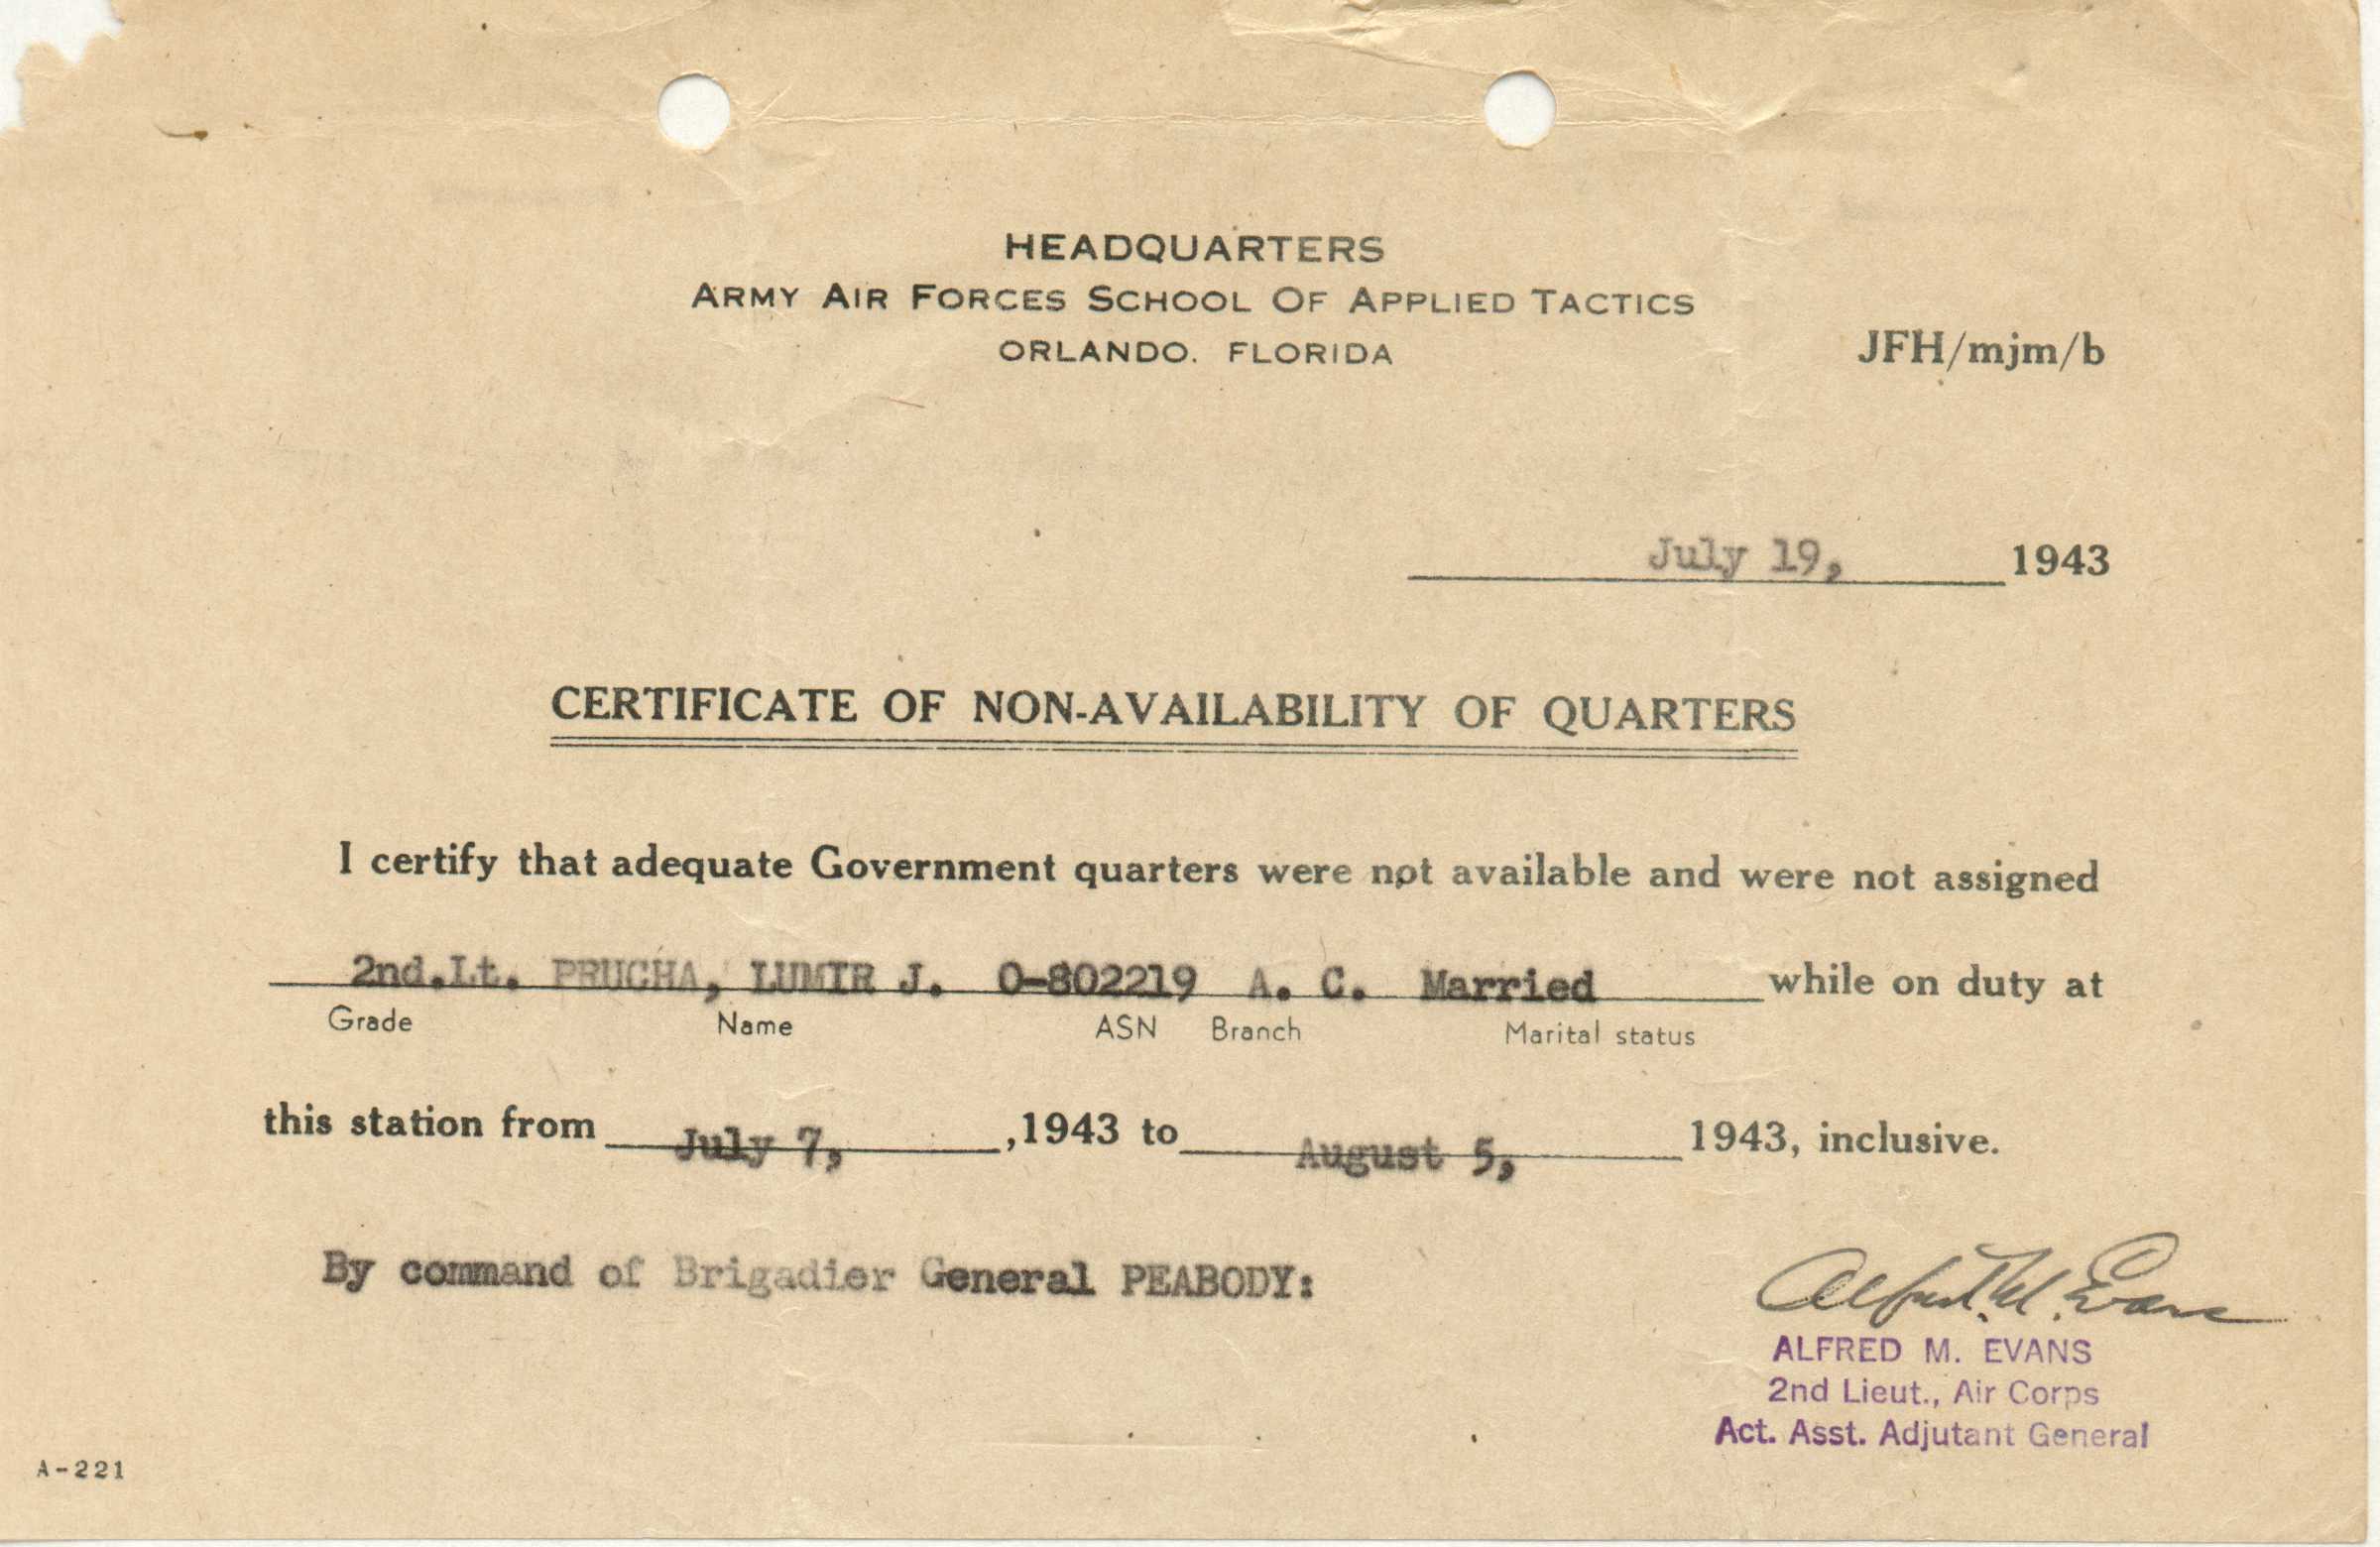 HEADQUARTERS
ARMY AIR FORCES SCHOOL OF APPLIED TACTICS
ORLANDO. FLORIDA
JFH/mjm/b
July 19, 1943
CERTIFICATE OF NON-AVAILABILITY OF QUARTERS
I certify that adequate Government quarters were not available and were not assigned
2nd.Lt. PRUCHA, LUMIR J. O-802219 A. C. Married while on duty at
Grade Name ASN Branch Marital status
this station from July 7, ,1943 to August 5, 1943, inclusive.
By command of Brigadier General PEABODY:
Alfred M. Evans
ALFRED M. EVANS
2nd Lieut., Air Corps
Act. Asst. Adjutant General
A-221